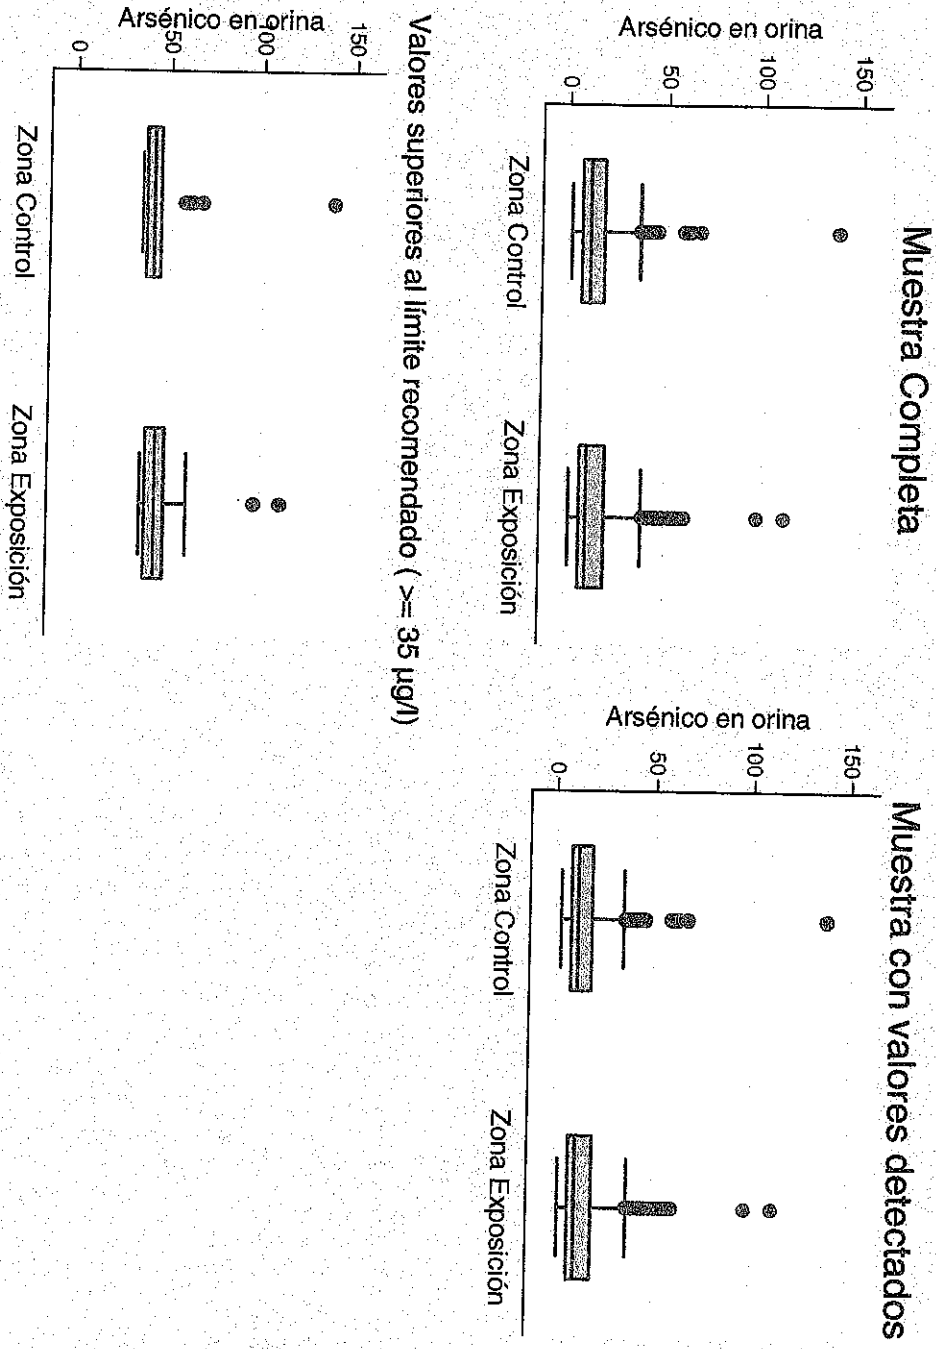 Muestra Completa
Arsénico en orina
0
50
100
150
Zona Control
Zona Exposición
Muestra con valores detectados
Arsénico en orina
0
50
100
150
Zona Control
Zona Exposición
Valores superiores al límite recomendado ( >= 35 µg/l)
Arsénico en orina
0
50
100
150
Zona Control
Zona Exposición